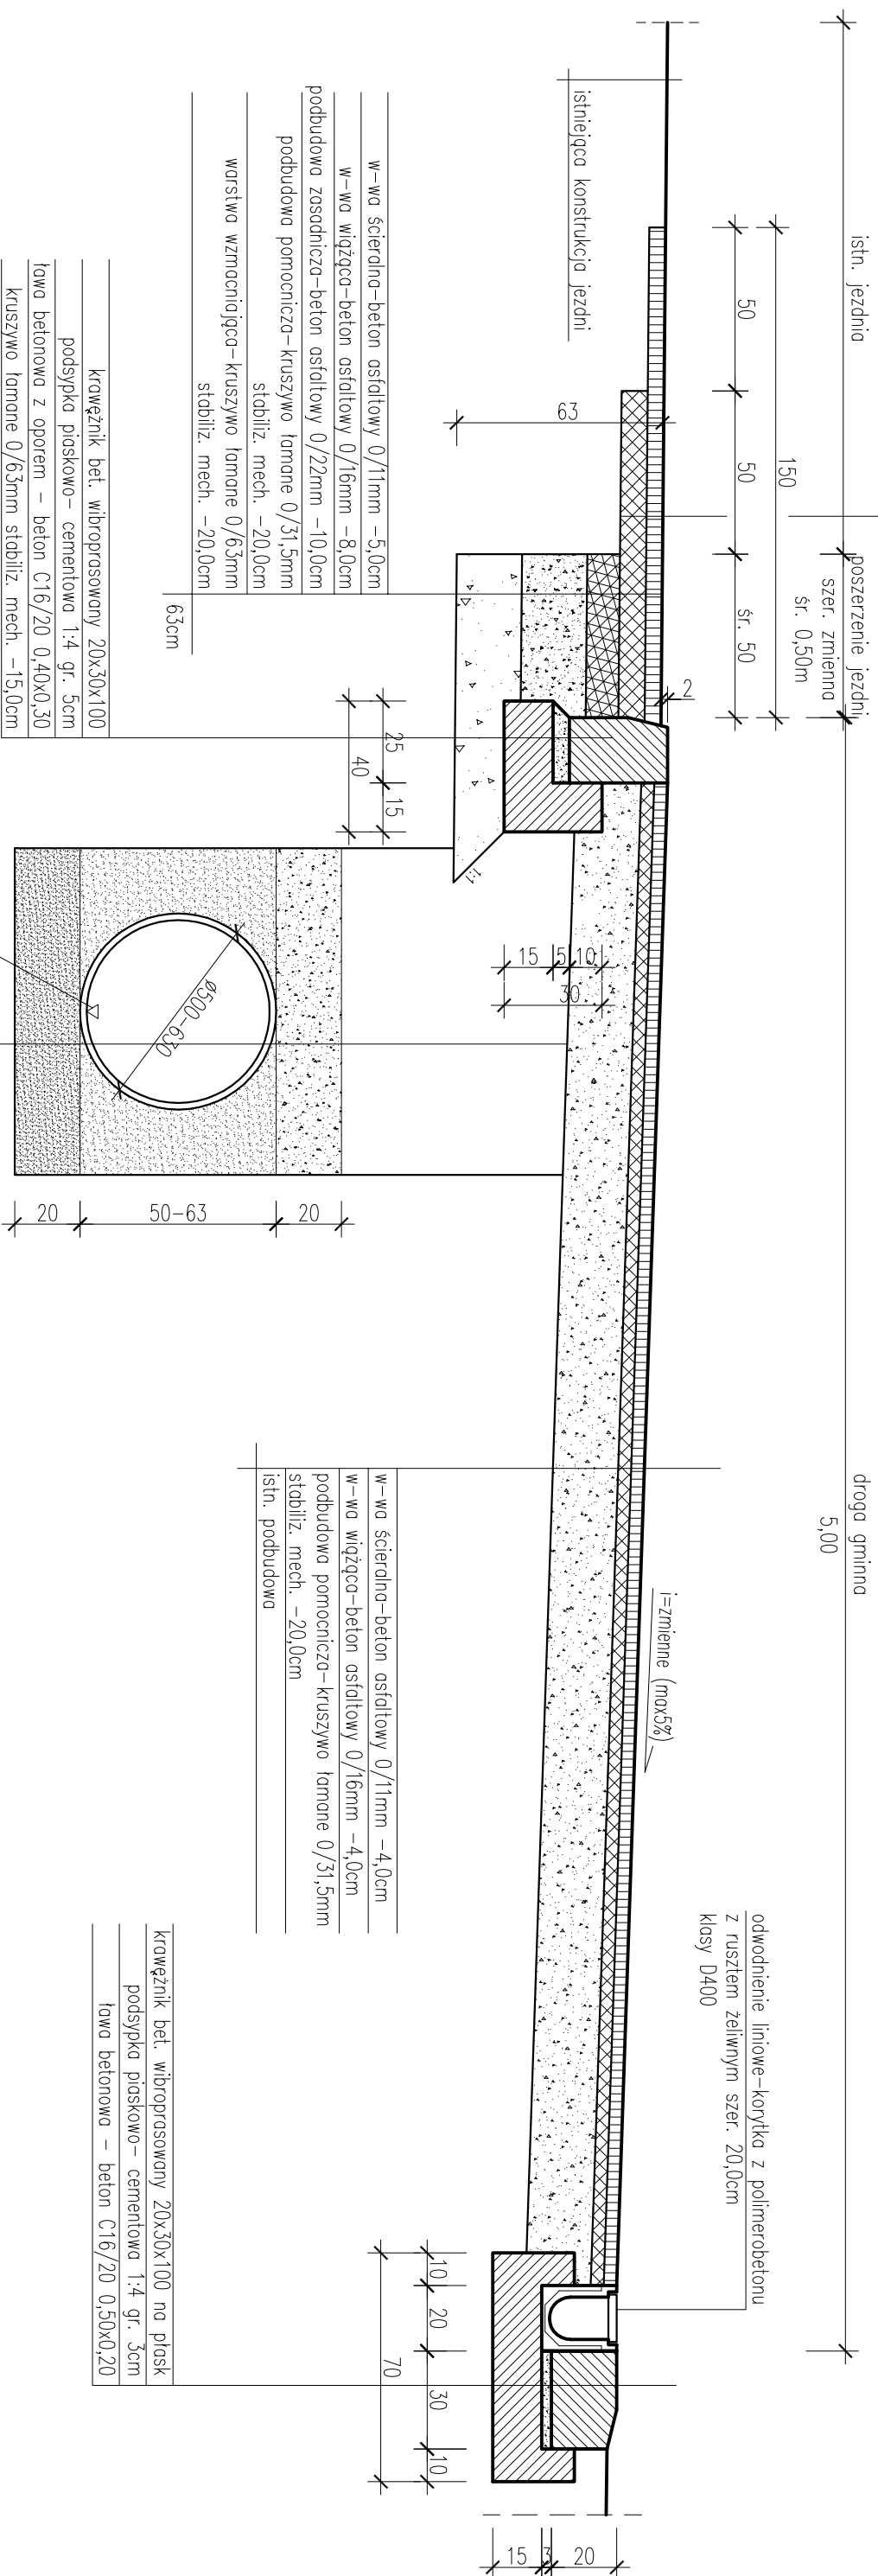 istn. jezdnia
poszerzenie jezdni
szer. zmienna
śr. 0,50m
droga gminna
5,00
150
50
50
śr. 50
istniejąca konstrukcja jezdni
63
2
i=zmienne (max5%)
odwodnienie liniowe-korytka z polimerobetonu
z rusztem żeliwnym szer. 20,0cm
klasy D400
w-wa ścieralna-beton asfaltowy 0/11mm -5,0cm
w-wa wiążąca-beton asfaltowy 0/16mm -8,0cm
podbudowa zasadnicza-beton asfaltowy 0/22mm -10,0cm
podbudowa pomocnicza-kruszywo łamane 0/31,5mm
stabiliz. mech. -20,0cm
warstwa wzmacniająca-kruszywo łamane 0/63mm
stabiliz. mech. -20,0cm
63cm
25
15
40
1:1
15
5
10
30
krawężnik bet. wibroprasowany 20x30x100
podsypka piaskowo- cementowa 1:4 gr. 5cm
ława betonowa z oporem - beton C16/20 0,40x0,30
kruszywo łamane 0/63mm stabiliz. mech. -15,0cm
ø500-630
20
50-63
20
w-wa ścieralna-beton asfaltowy 0/11mm -4,0cm
w-wa wiążąca-beton asfaltowy 0/16mm -4,0cm
podbudowa pomocnicza-kruszywo łamane 0/31,5mm
stabiliz. mech. -20,0cm
istn. podbudowa
10
20
30
10
70
15
3
20
krawężnik bet. wibroprasowany 20x30x100 na płask
podsypka piaskowo- cementowa 1:4 gr. 3cm
ława betonowa - beton C16/20 0,50x0,20